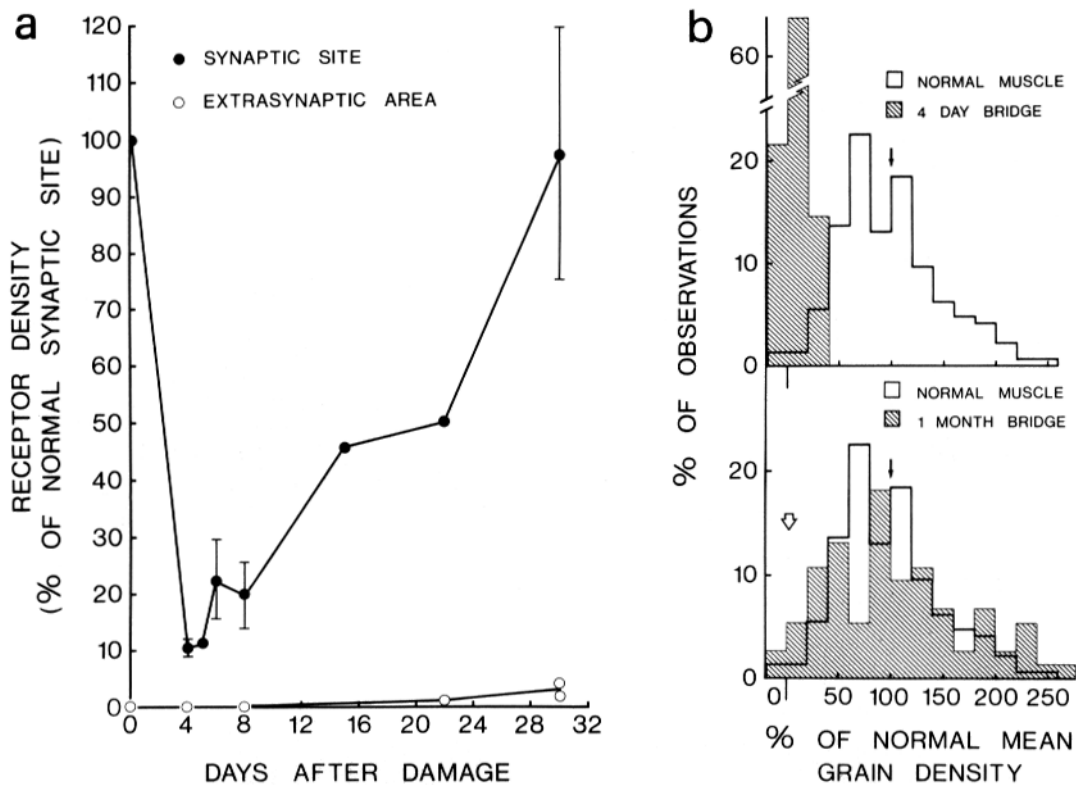 a
120
110
100
90
80
70
60
50
40
30
20
10
0
RECEPTOR DENSITY
(% OF NORMAL SYNAPTIC SITE)
SYNAPTIC SITE
EXTRASYNAPTIC AREA
0 4 8 12 16 20 24 28 32
DAYS AFTER DAMAGE
b
% OF OBSERVATIONS
60
20
10
0
NORMAL MUSCLE
4 DAY BRIDGE
20
10
0
NORMAL MUSCLE
1 MONTH BRIDGE
0 50 100 150 200 250
% OF NORMAL MEAN
GRAIN DENSITY